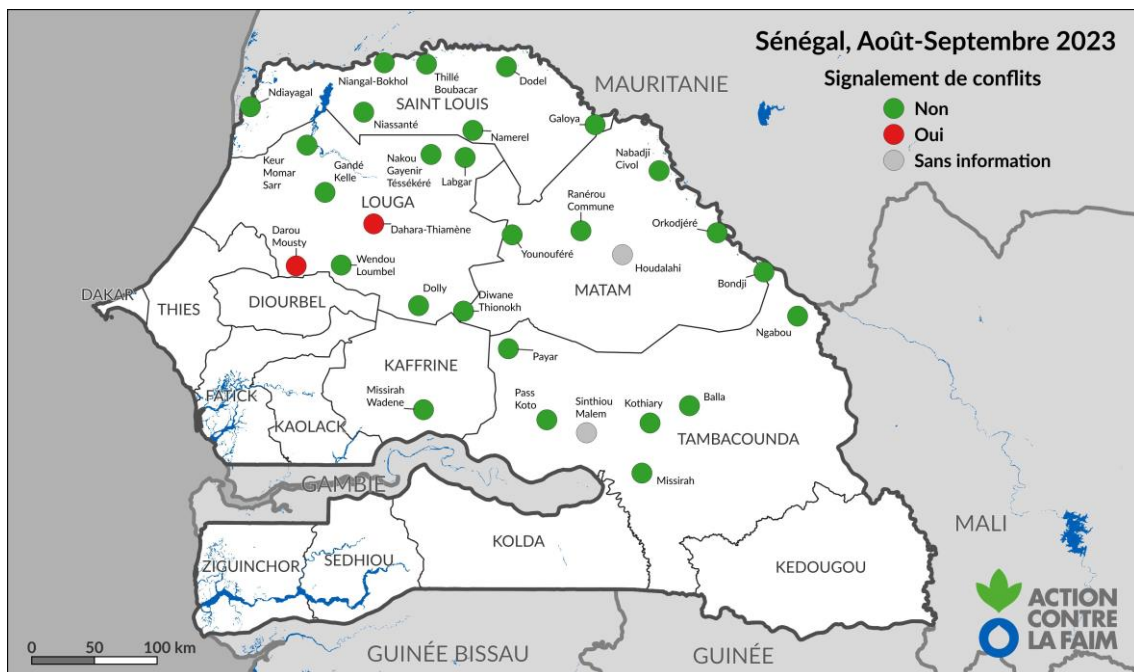 Sénégal, Août-Septembre 2023
Signalement de conflits
Non
Oui
Sans information
MAURITANIE
Niangal-Bokhol
Thillé
Boubacar
Dodel
Ndiayagal
SAINT LOUIS
Niassanté
Namerel
Galoya
Keur
Momar
Sarr
Gandé
Kelle
Nakou
Gayenir
Téssékéré
Labgar
Nabadji
Civol
LOUGA
Ranérou
Commune
Orkodjéré
Darou
Mousty
Dahara-Thiamène
Younouféré
Houdalahi
Wendou
Loumbel
Bondji
MATAM
DAKAR
THIES
DIOURBEL
Dolly
Diwane
Thionokh
Ngabou
KAFFRINE
Payar
FATICK
KAOLACK
Missirah
Wadene
Pass
Koto
Sinthiou
Malem
Kothiary
Balla
TAMBACOUNDA
GAMBIE
Missirah
MALI
ZIGUINCHOR
SEDHIOU
KOLDA
KEDOUGOU
0 50 100 km
GUINÉE BISSAU
GUINÉE
ACTION
CONTRE
LA FAIM